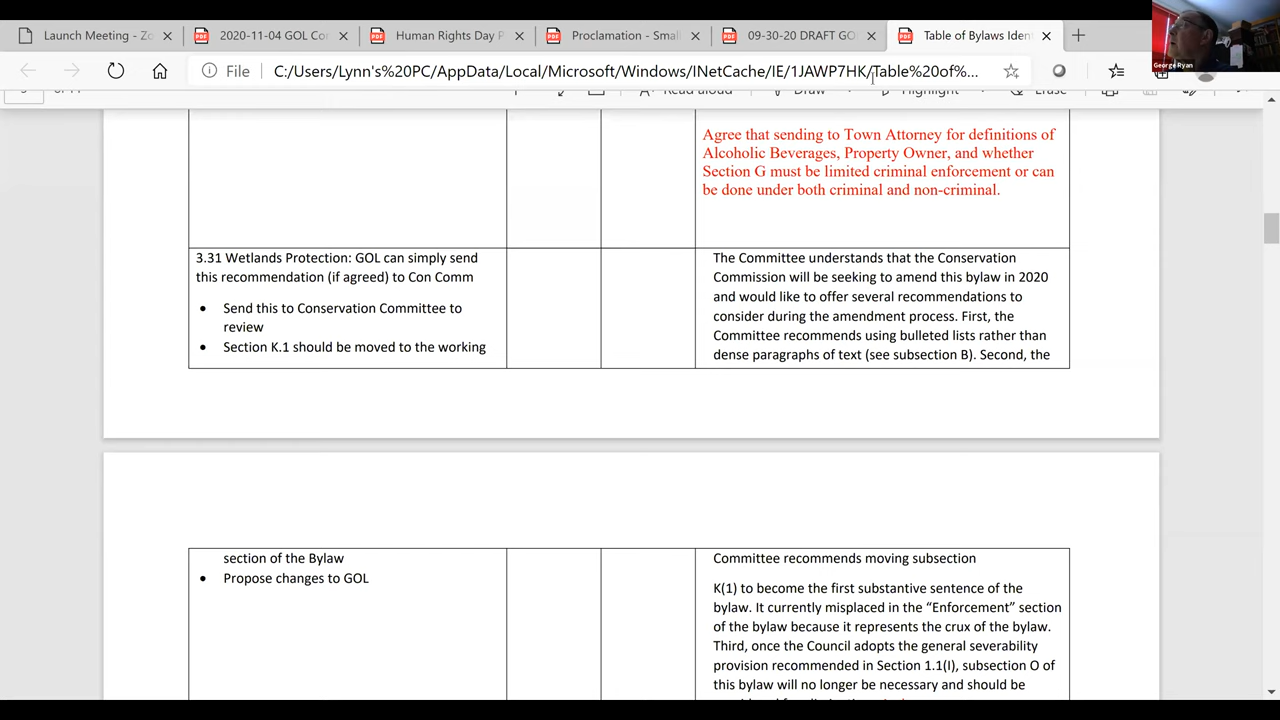 Launch Meeting - Zo
2020-11-04 GOL Co
Human Rights Day P
Proclamation - Smal
09-30-20 DRAFT GO
Table of Bylaws Iden
File
C:/Users/Lynn's%20PC/AppData/Local/Microsoft/Windows/INetCache/IE/1JAWP7HK/Table%20of%...
George Ryan
Read aloud
Draw
Highlight
Erase
Agree that sending to Town Attorney for definitions of
Alcoholic Beverages, Property Owner, and whether
Section G must be limited criminal enforcement or can
be done under both criminal and non-criminal.
3.31 Wetlands Protection: GOL can simply send
this recommendation (if agreed) to Con Comm
• Send this to Conservation Committee to
review
• Section K.1 should be moved to the working
The Committee understands that the Conservation
Commission will be seeking to amend this bylaw in 2020
and would like to offer several recommendations to
consider during the amendment process. First, the
Committee recommends using bulleted lists rather than
dense paragraphs of text (see subsection B). Second, the
section of the Bylaw
• Propose changes to GOL
Committee recommends moving subsection
K(1) to become the first substantive sentence of the
bylaw. It currently misplaced in the “Enforcement” section
of the bylaw because it represents the crux of the bylaw.
Third, once the Council adopts the general severability
provision recommended in Section 1.1(I), subsection O of
this bylaw will no longer be necessary and should be